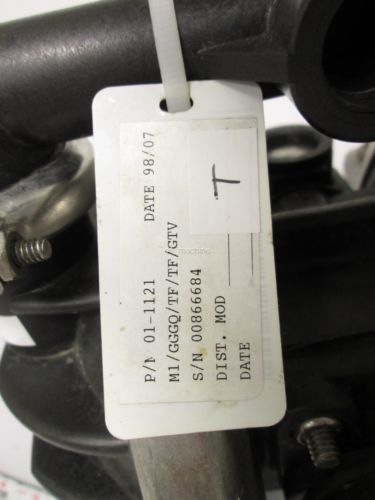 P/N 01-1121 DATE 98/07
M1/GGGQ/TF/TF/GTV
S/N 00866684
DIST. MOD
DATE
T